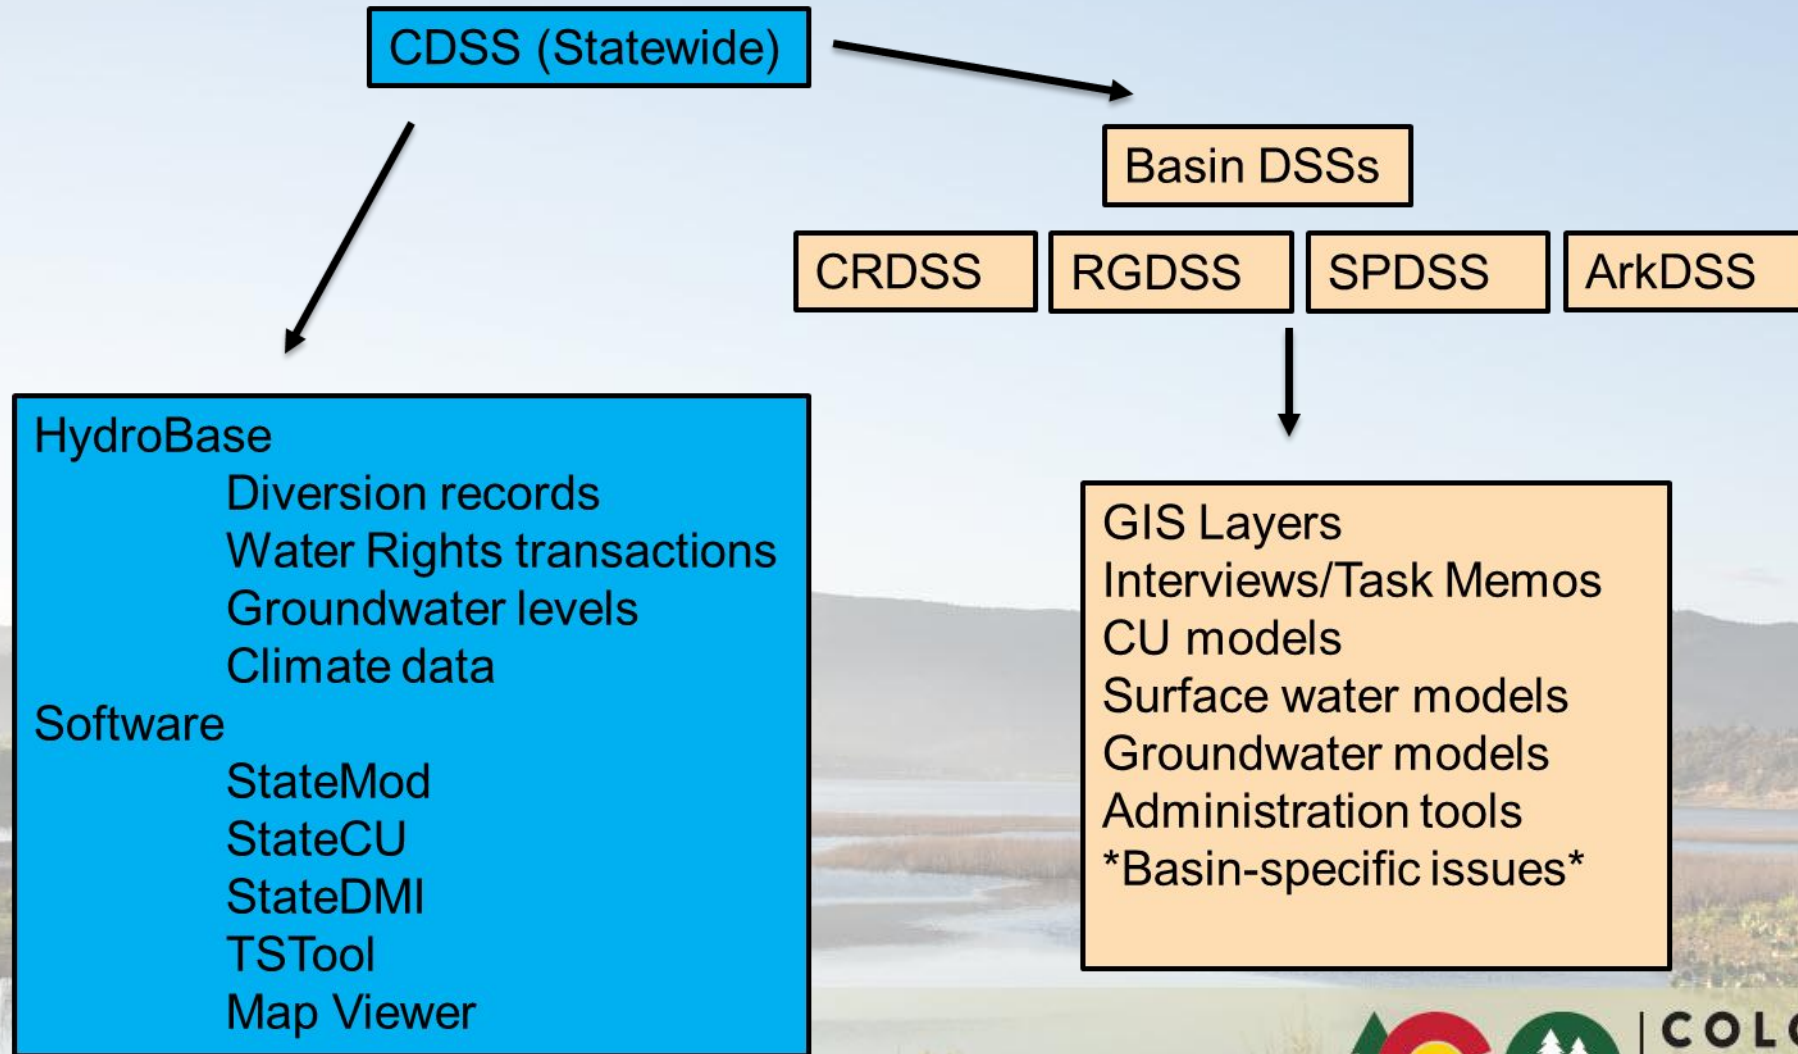 CDSS (Statewide)
Basin DSSs
CRDSS
RGDSS
SPDSS
ArkDSS
HydroBase
Diversion records
Water Rights transactions
Groundwater levels
Climate data
Software
StateMod
StateCU
StateDMI
TSTool
Map Viewer
GIS Layers
Interviews/Task Memos
CU models
Surface water models
Groundwater models
Administration tools
*Basin-specific issues*